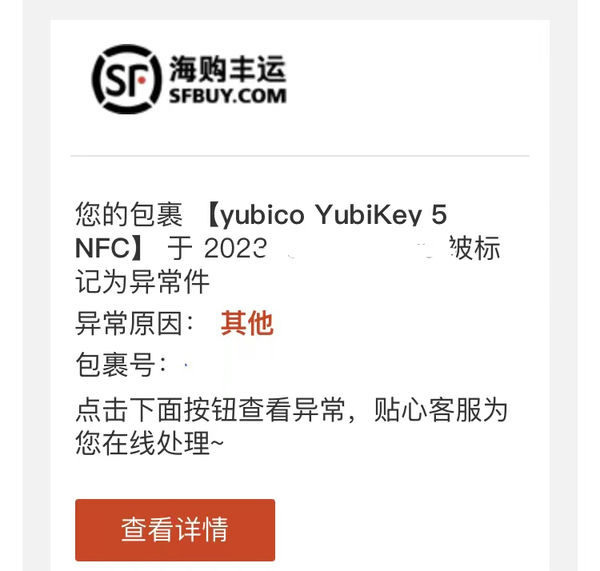 SF 海购丰运
SFBUY.COM
您的包裹 【yubico YubiKey 5
NFC】 于 2023 被标
记为异常件
异常原因： 其他
包裹号：
点击下面按钮查看异常，贴心客服为
您在线处理~
查看详情